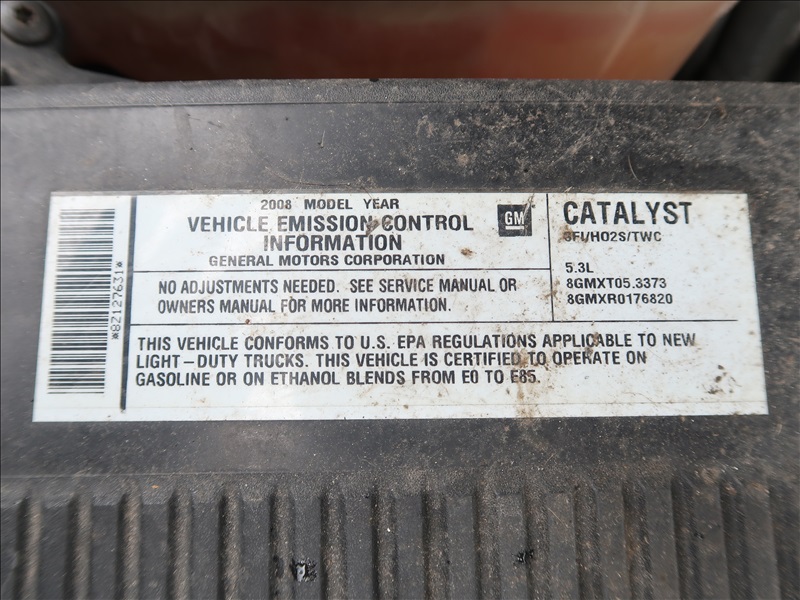 *82127631*
2008 MODEL YEAR
VEHICLE EMISSION CONTROL
INFORMATION
GENERAL MOTORS CORPORATION
GM
CATALYST
SFI/HO2S/TWC
5.3L
8GMXT05.3373
8GMXR0176820
NO ADJUSTMENTS NEEDED. SEE SERVICE MANUAL OR
OWNERS MANUAL FOR MORE INFORMATION.
THIS VEHICLE CONFORMS TO U.S. EPA REGULATIONS APPLICABLE TO NEW
LIGHT-DUTY TRUCKS. THIS VEHICLE IS CERTIFIED TO OPERATE ON
GASOLINE OR ON ETHANOL BLENDS FROM E0 TO E85.